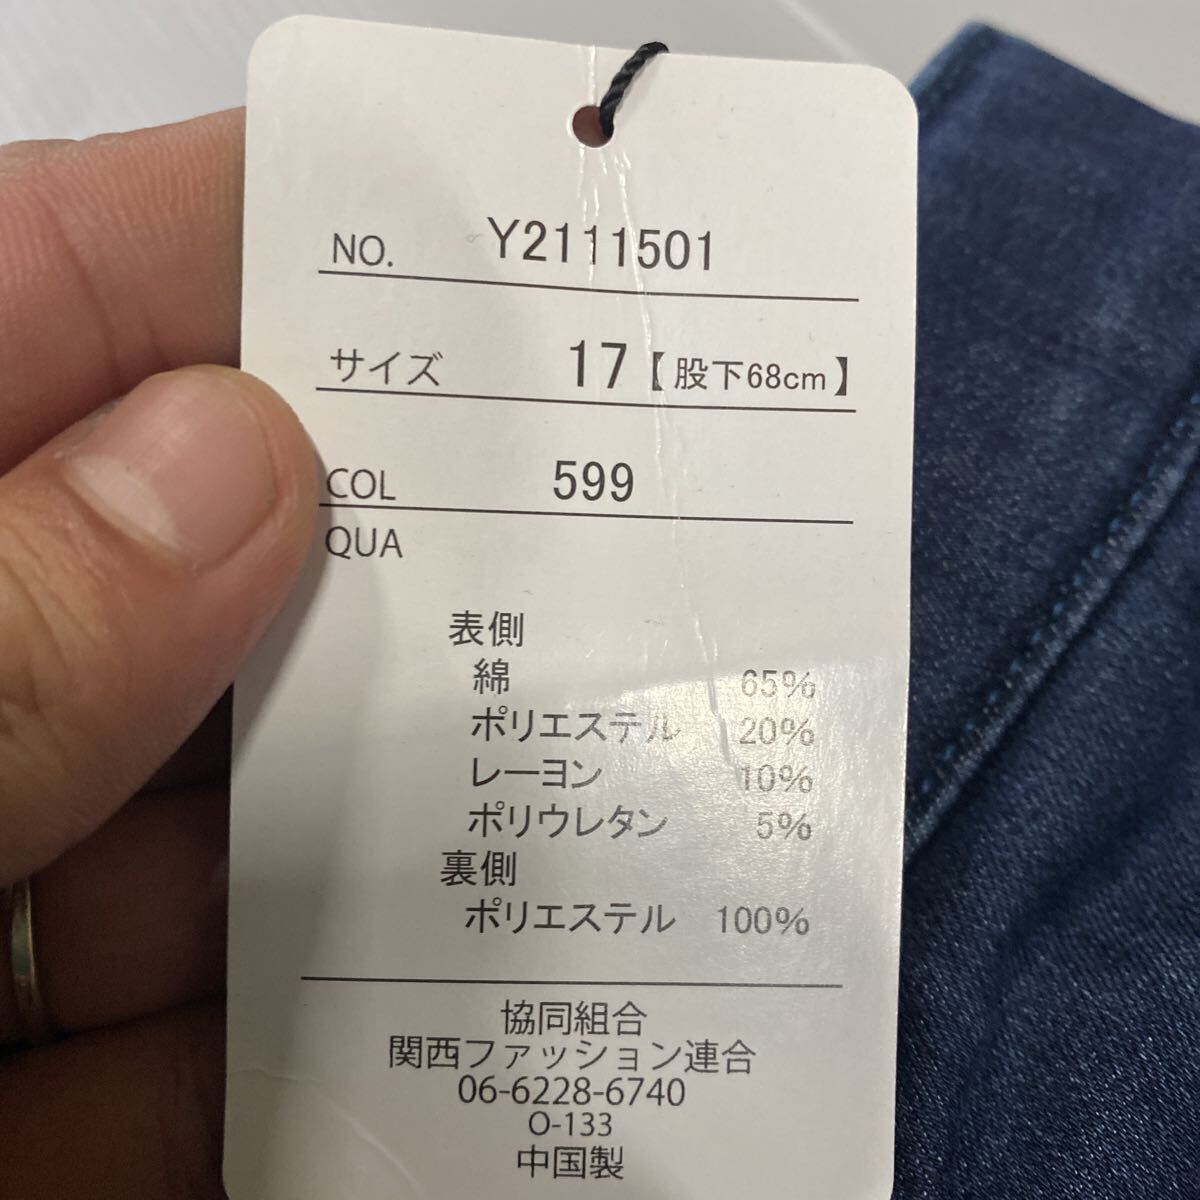 NO. Y2111501
サイズ 17【股下68cm】
COL 599
QUA
表側
綿 65%
ポリエステル 20%
レーヨン 10%
ポリウレタン 5%
裏側
ポリエステル 100%
協同組合
関西ファッション連合
06-6228-6740
O-133
中国製